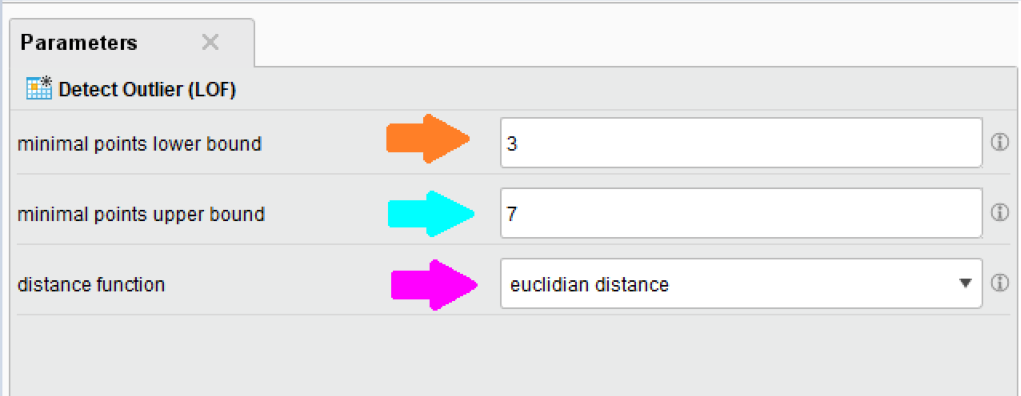 Parameters
Detect Outlier (LOF)
minimal points lower bound 3
minimal points upper bound 7
distance function euclidian distance